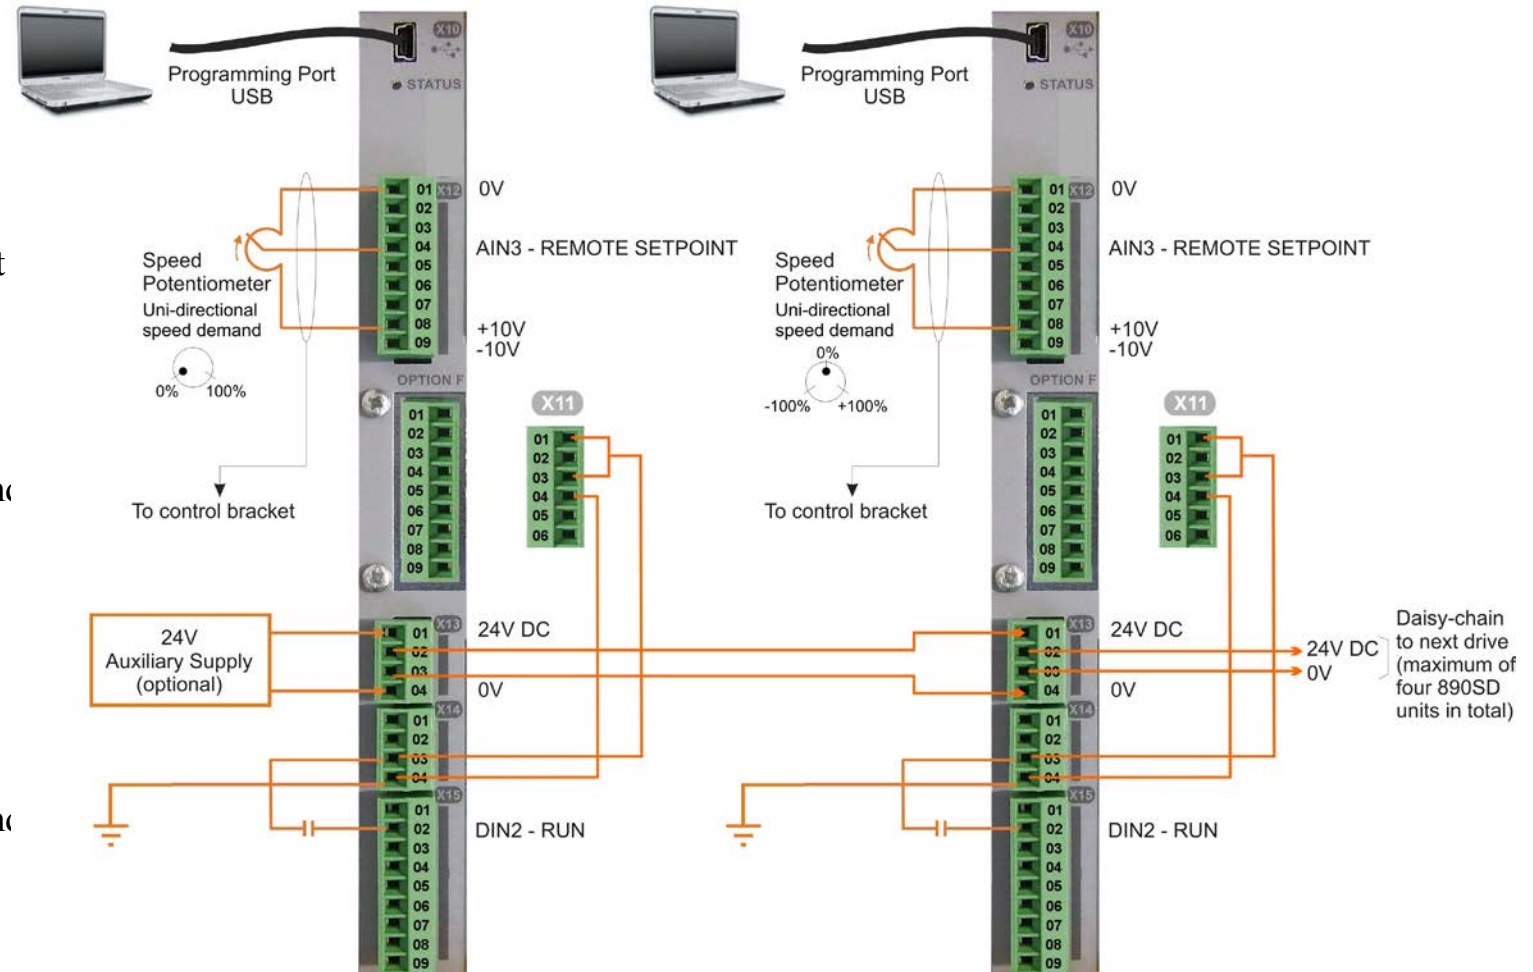 X10
Programming Port
USB
STATUS
01 X12 0V
02
03
04 AIN3 - REMOTE SETPOINT
05
06
07
08 +10V
09 -10V
Speed
Potentiometer
Uni-directional
speed demand
0% 100%
OPTION F
01
02
03
04
05
06
07
08
09
To control bracket
X11
01
02
03
04
05
06
24V
Auxiliary Supply
(optional)
X13
01 24V DC
02
03
04 0V
X14
01
02
03
04
X15
01
02 DIN2 - RUN
03
04
05
06
07
08
09
X10
Programming Port
USB
STATUS
01 X12 0V
02
03
04 AIN3 - REMOTE SETPOINT
05
06
07
08 +10V
09 -10V
Speed
Potentiometer
Uni-directional
speed demand
0%
-100% +100%
OPTION F
01
02
03
04
05
06
07
08
09
To control bracket
X11
01
02
03
04
05
06
X13
01 24V DC
02
03
04 0V
24V DC
0V
Daisy-chain
to next drive
(maximum of
four 890SD
units in total)
X14
01
02
03
04
X15
01
02 DIN2 - RUN
03
04
05
06
07
08
09